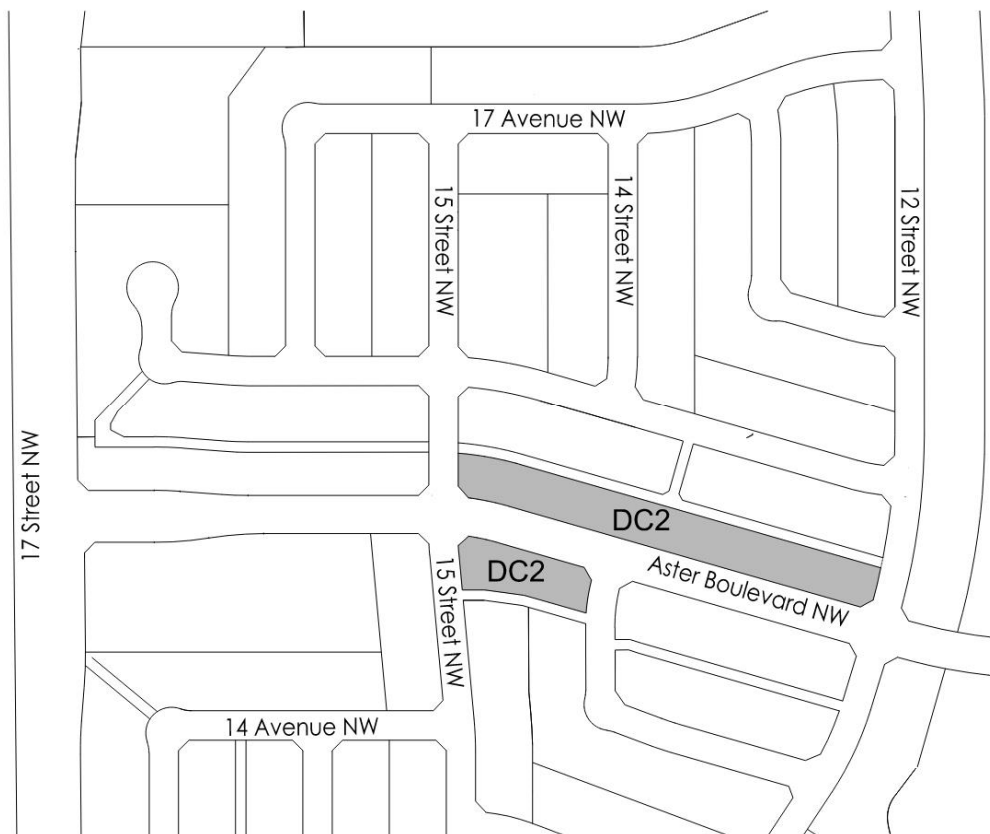 17 Avenue NW
15 Street NW
14 Street NW
12 Street NW
17 Street NW
DC2
DC2
Aster Boulevard NW
15 Street NW
14 Avenue NW